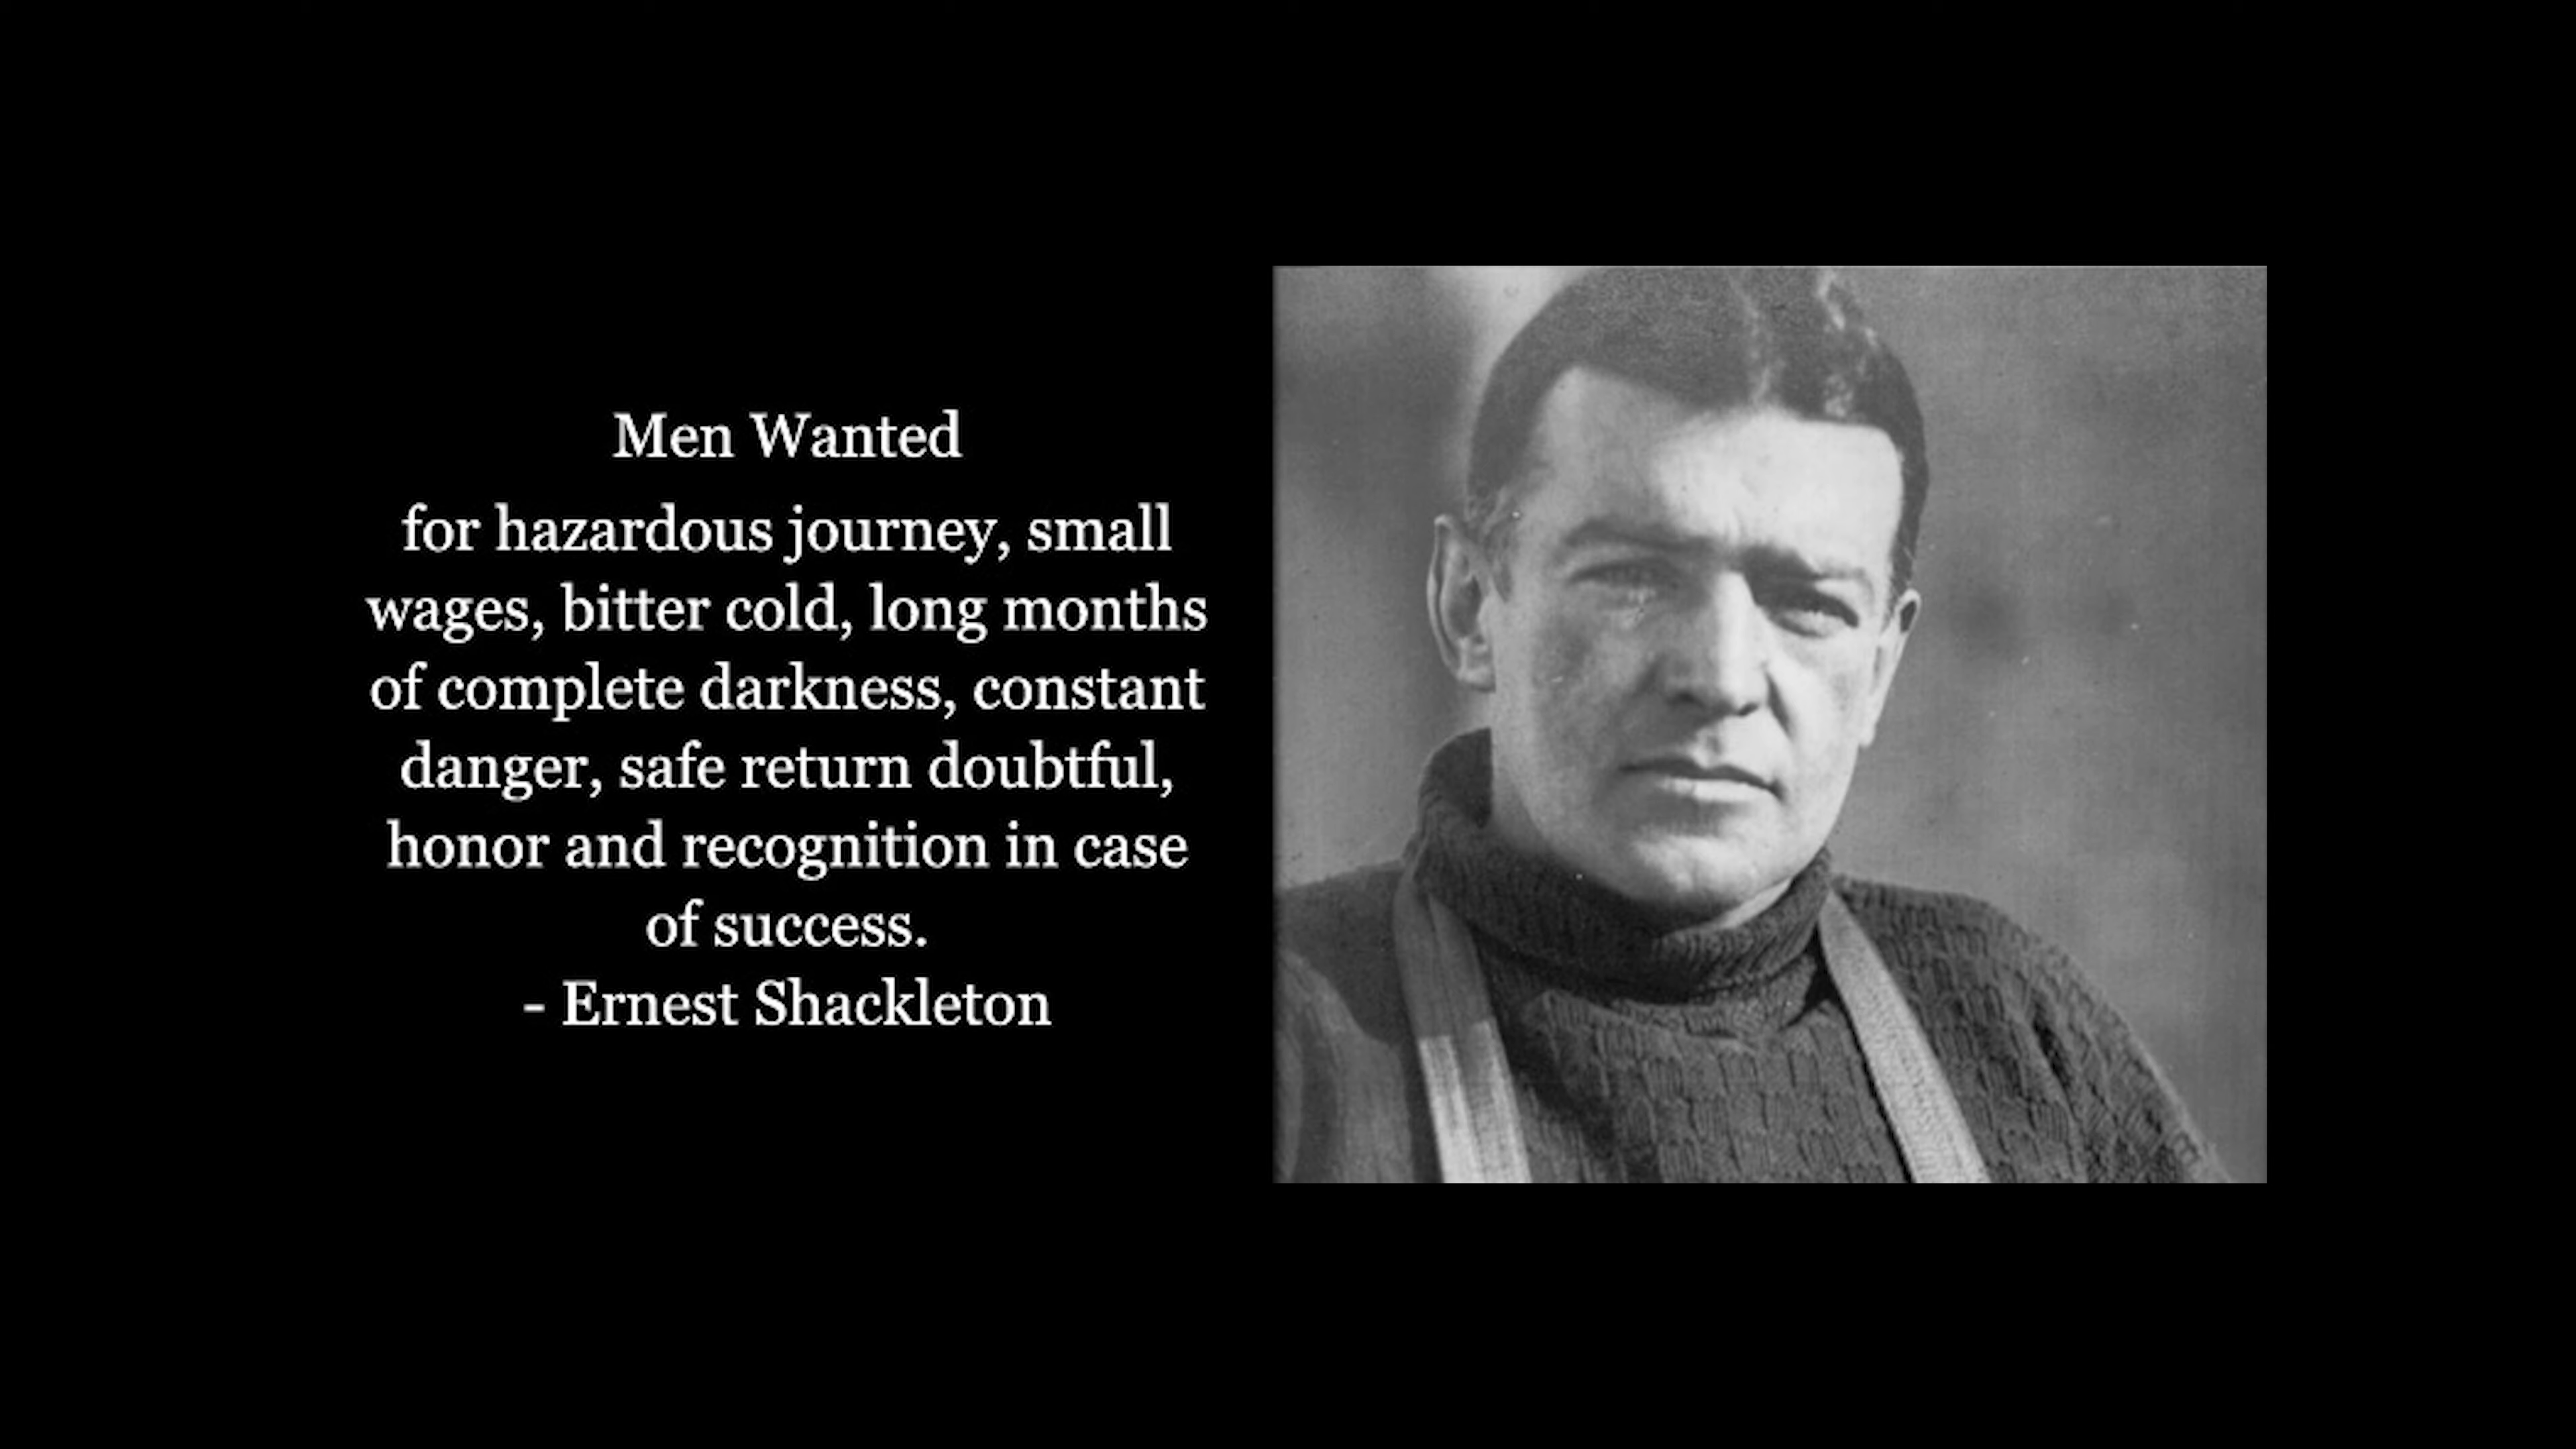 Men Wanted
for hazardous journey, small
wages, bitter cold, long months
of complete darkness, constant
danger, safe return doubtful,
honor and recognition in case
of success.
- Ernest Shackleton